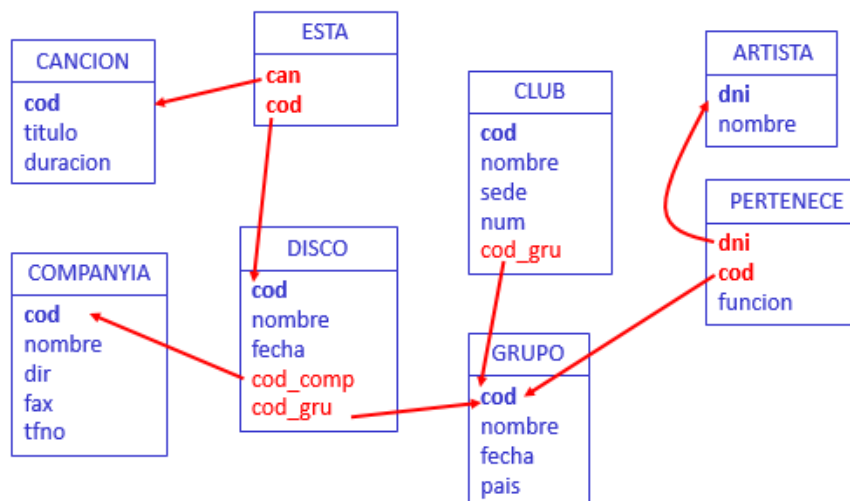 CANCION
cod
titulo
duracion
ESTA
can
cod
CLUB
cod
nombre
sede
num
cod_gru
ARTISTA
dni
nombre
PERTENECE
dni
cod
funcion
COMPANYIA
cod
nombre
dir
fax
tfno
DISCO
cod
nombre
fecha
cod_comp
cod_gru
GRUPO
cod
nombre
fecha
pais